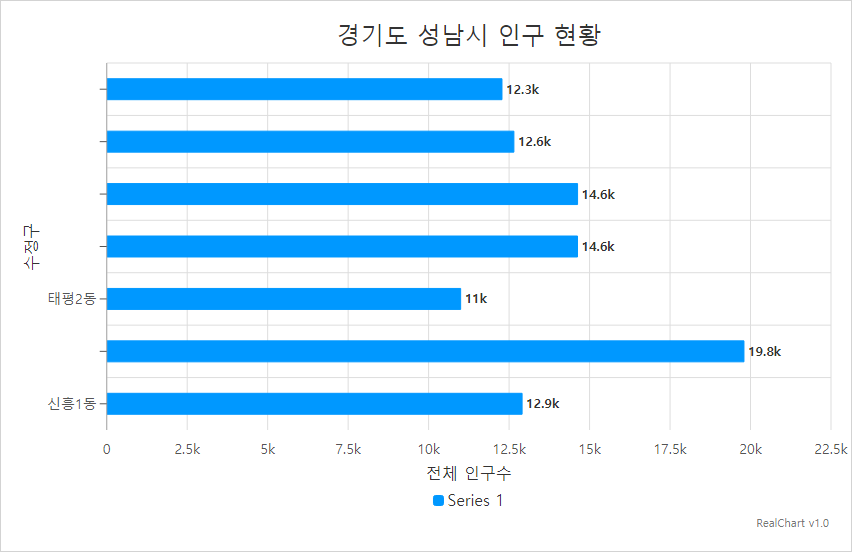 경기도 성남시 인구 현황
12.3k
12.6k
14.6k
수정구
14.6k
태평2동
11k
19.8k
신흥1동
12.9k
0 2.5k 5k 7.5k 10k 12.5k 15k 17.5k 20k 22.5k
전체 인구수
Series 1
RealChart v1.0